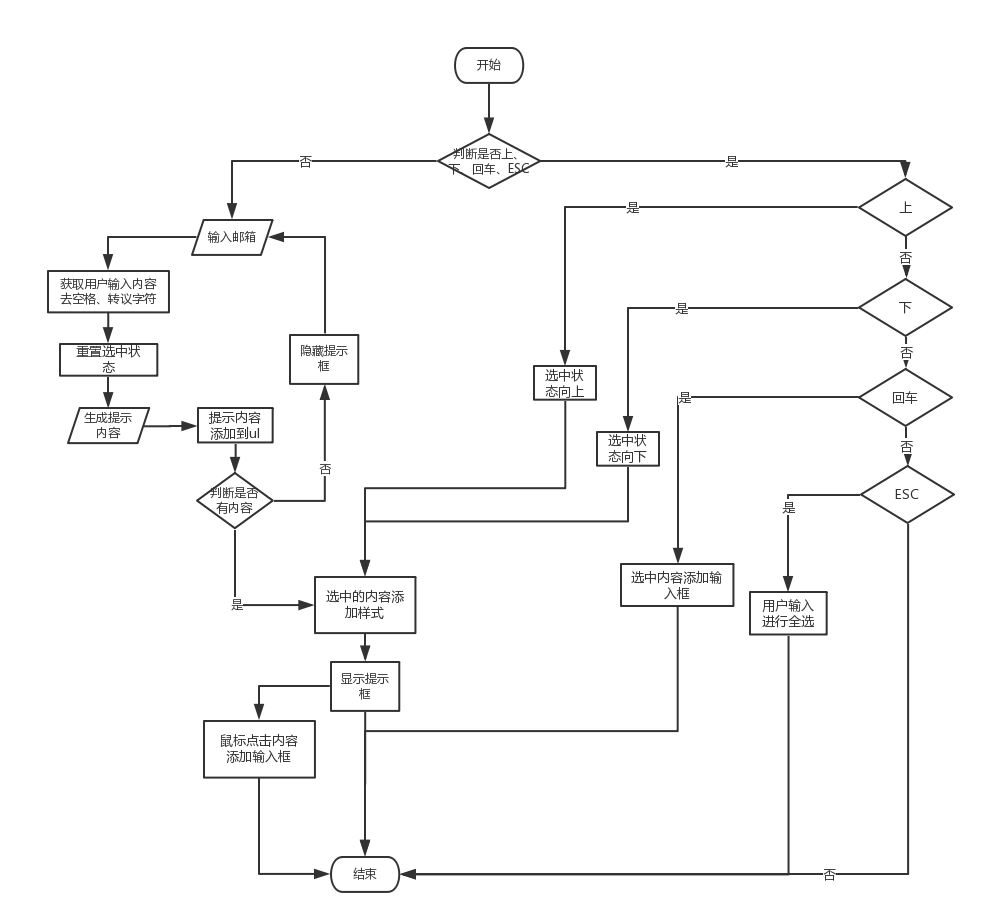 开始
判断是否上、
下、回车、ESC
否
是
上
是
否
输入邮箱
获取用户输入内容
去空格、转议字符
重置选中状
态
生成提示
内容
提示内容
添加到ul
隐藏提示
框
判断是否
有内容
否
是
下
是
否
选中状
态向上
回车
是
否
选中状
态向下
ESC
是
选中的内容添
加样式
选中内容添加输
入框
用户输入
进行全选
显示提示
框
鼠标点击内容
添加输入框
结束
否